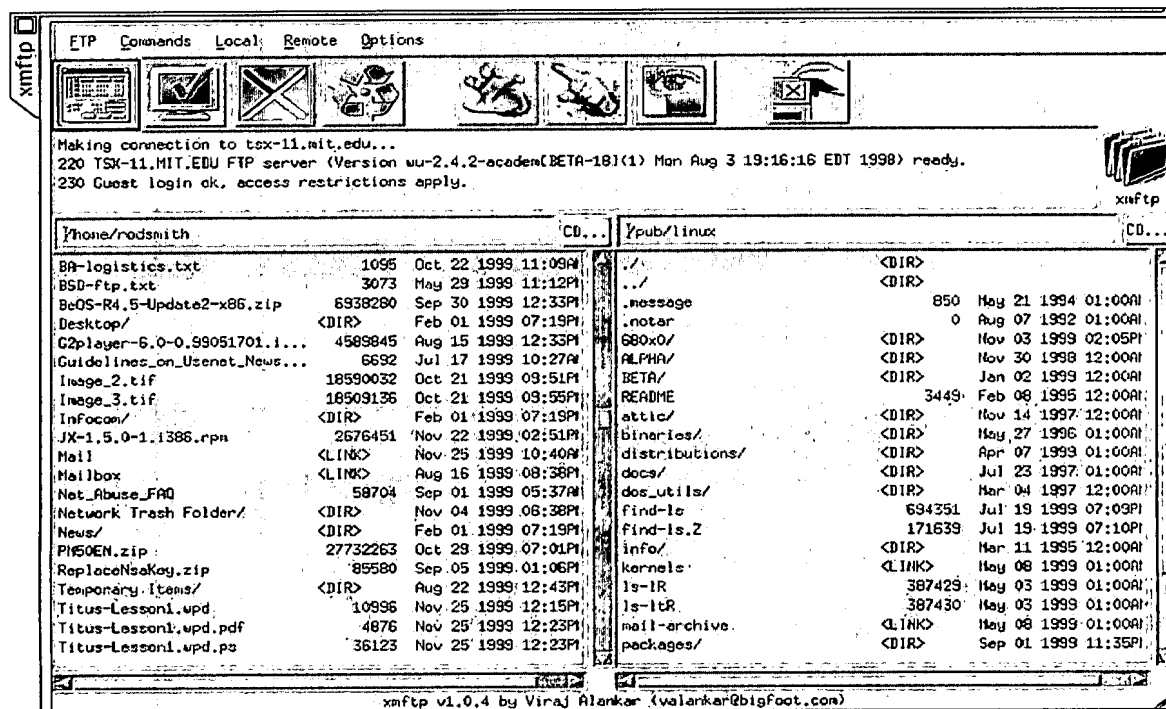 xmftp
FTP Commands Local Remote Options
Making connection to tsx-11.mit.edu...
220 TSX-11.MIT.EDU FTP server (Version wu-2.4.2-academ[BETA-18](1) Mon Aug 3 19:16:16 EDT 1998) ready.
230 Guest login ok, access restrictions apply.
xmftp
/home/rodsmith CD...
BA-logistics.txt 1095 Oct 22 1999 11:09AM
BSD-ftp.txt 3073 May 29 1999 11:12PM
BeOS-R4.5-Update2-x86.zip 6938280 Sep 30 1999 12:33PM
Desktop/ <DIR> Feb 01 1999 07:19PM
G2player-6.0-0.99051701.i... 4589845 Aug 15 1999 12:33PM
Guidelines_on_Usenet_News... 6692 Jul 17 1999 10:27AM
Image_2.tif 18590032 Oct 21 1999 09:51PM
Image_3.tif 18509136 Oct 21 1999 09:55PM
Infocom/ <DIR> Feb 01 1999 07:19PM
JX-1.5.0-1.i386.rpm 2676451 Nov 22 1999 02:51PM
Mail <LINK> Nov 25 1999 10:40AM
Mailbox <LINK> Aug 16 1999 08:38PM
Net_Abuse_FAQ 58704 Sep 01 1999 05:37AM
Network Trash Folder/ <DIR> Nov 04 1999 06:38PM
News/ <DIR> Feb 01 1999 07:19PM
PM50EN.zip 27732263 Oct 29 1999 07:01PM
ReplaceNsaKey.zip 85580 Sep 05 1999 01:06PM
Temporary Items/ <DIR> Aug 22 1999 12:43PM
Titus-Lesson1.wpd 10996 Nov 25 1999 12:15PM
Titus-Lesson1.wpd.pdf 4876 Nov 25 1999 12:23PM
Titus-Lesson1.wpd.ps 36123 Nov 25 1999 12:23PM
/pub/linux CD...
./ <DIR>
../ <DIR>
.message 850 May 21 1994 01:00AM
.notar 0 Aug 07 1992 01:00AM
680x0/ <DIR> Nov 03 1999 02:05PM
ALPHA/ <DIR> Nov 30 1998 12:00AM
BETA/ <DIR> Jan 02 1999 12:00AM
README 3449 Feb 08 1995 12:00AM
attic/ <DIR> Nov 14 1997 12:00AM
binaries/ <DIR> May 27 1996 01:00AM
distributions/ <DIR> Apr 07 1999 01:00AM
docs/ <DIR> Jul 23 1997 01:00AM
dos_utils/ <DIR> Mar 04 1997 12:00AM
find-ls 694351 Jul 19 1999 07:09PM
find-ls.Z 171639 Jul 19 1999 07:10PM
info/ <DIR> Mar 11 1995 12:00AM
kernels <LINK> May 08 1999 01:00AM
ls-lR 387429 May 03 1999 01:00AM
ls-ltR 387430 May 03 1999 01:00AM
mail-archive <LINK> May 08 1999 01:00AM
packages/ <DIR> Sep 01 1999 11:35PM
xmftp v1.0.4 by Viraj Alankar (valankar@bigfoot.com)